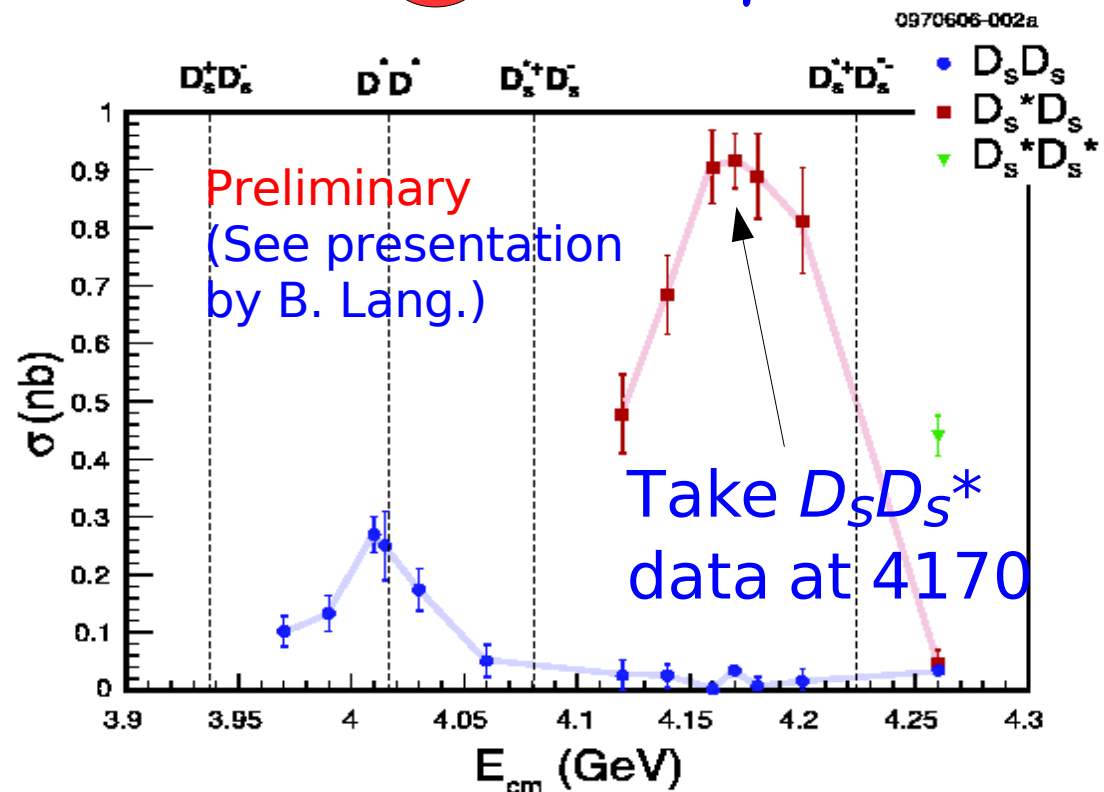 0970606-002a
D_s^+D_s^- D^*D^* D_s^{*+}D_s^- D_s^{*+}D_s^{*-}
D_sD_s
D_s*D_s
D_s*D_s*
Preliminary
(See presentation
by B. Lang.)
Take D_SD_S*
data at 4170
σ (nb)
1
0.9
0.8
0.7
0.6
0.5
0.4
0.3
0.2
0.1
0
3.9 3.95 4 4.05 4.1 4.15 4.2 4.25 4.3
E_cm (GeV)